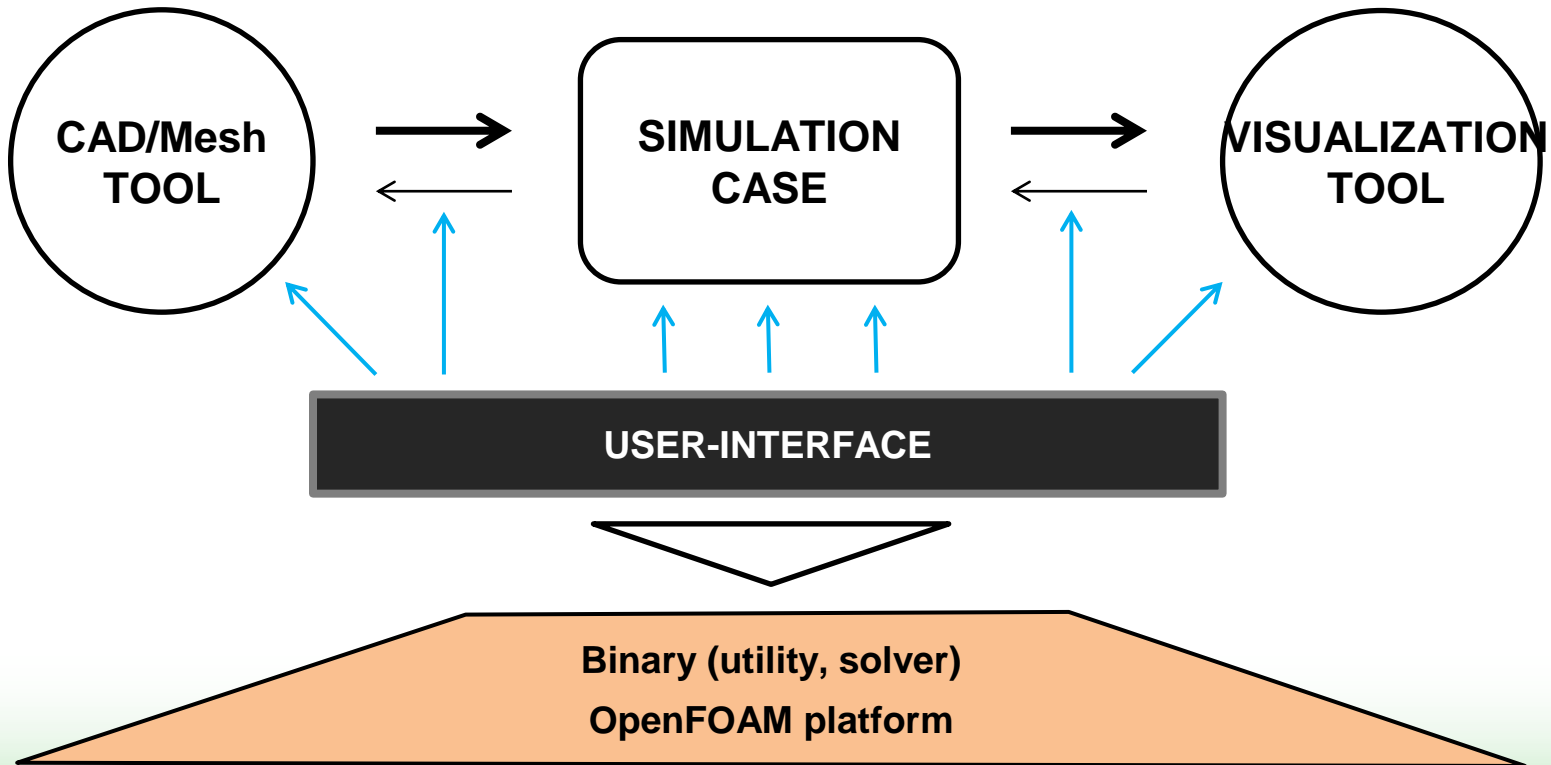 CAD/Mesh
TOOL
SIMULATION
CASE
VISUALIZATION
TOOL
USER-INTERFACE
Binary (utility, solver)
OpenFOAM platform